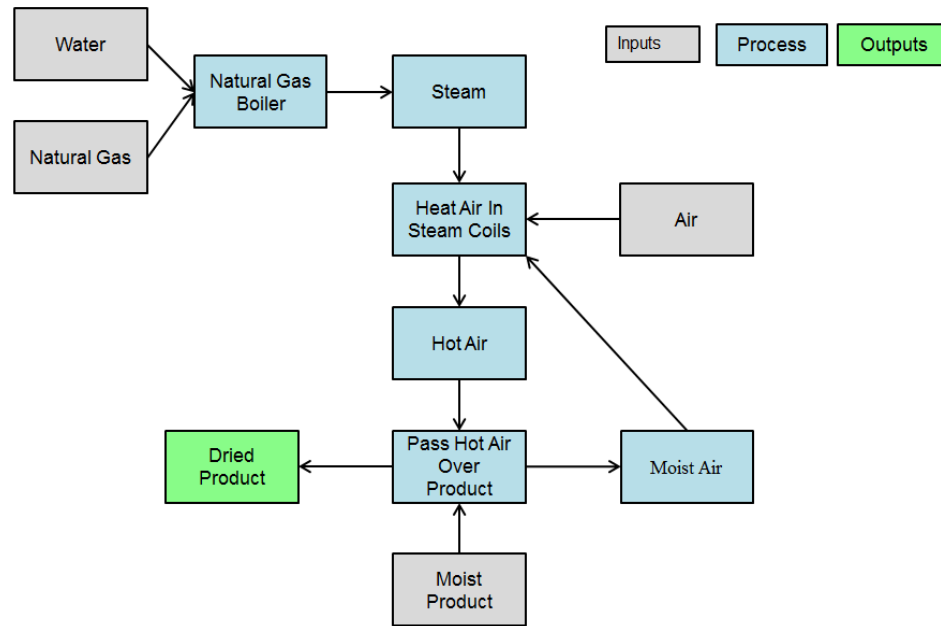 Water
Inputs
Process
Outputs
Natural Gas
Boiler
Steam
Natural Gas
Heat Air In
Steam Coils
Air
Hot Air
Dried
Product
Pass Hot Air
Over
Product
Moist Air
Moist
Product